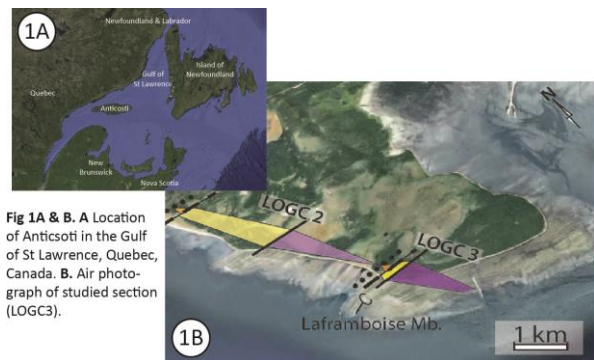 1A
Newfoundland & Labrador
Island of
Newfoundland
Gulf of
St Lawrence
Quebec
Anticosti
New
Brunswick
Nova Scotia
Fig 1A & B. A Location
of Anticsoti in the Gulf
of St Lawrence, Quebec,
Canada. B. Air photo-
graph of studied section
(LOGC3).
N
LOGC 2
LOGC 3
Laframboise Mb.
1B
1 km